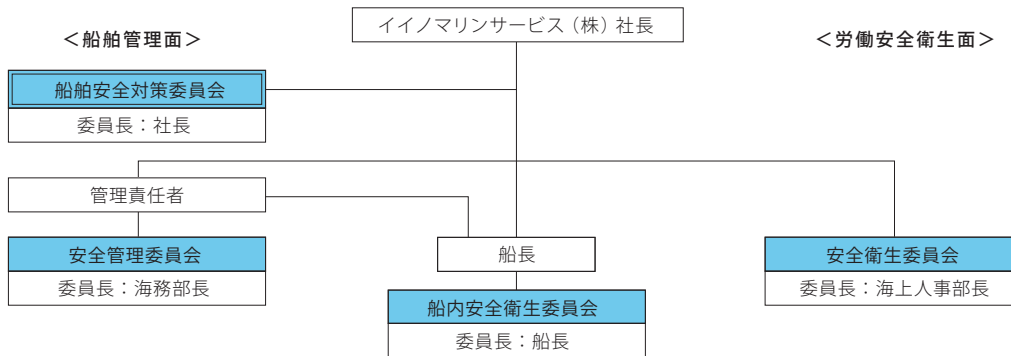 イイノマリンサービス（株）社長
＜船舶管理面＞
＜労働安全衛生面＞
船舶安全対策委員会
委員長：社長
管理責任者
安全管理委員会
委員長：海務部長
船長
船内安全衛生委員会
委員長：船長
安全衛生委員会
委員長：海上人事部長